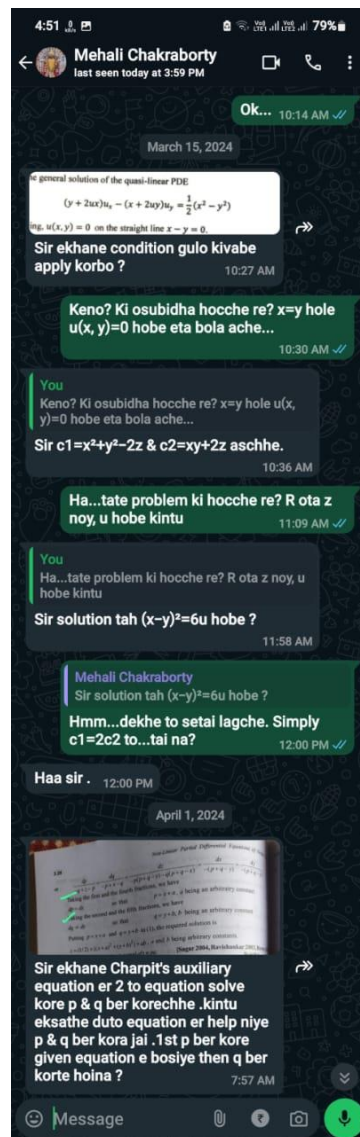 4:51
79%
Mehali Chakraborty
last seen today at 3:59 PM
Ok... 10:14 AM
March 15, 2024
general solution of the quasi-linear PDE
(y + 2ux)uₓ − (x + 2uy)uᵧ = 1/2(x² − y²)
ing, u(x, y) = 0 on the straight line x − y = 0.
Sir ekhane condition gulo kivabe
apply korbo ?
10:27 AM
Keno? Ki osubidha hocche re? x=y hole
u(x, y)=0 hobe eta bola ache...
10:30 AM
You
Keno? Ki osubidha hocche re? x=y hole u(x,
y)=0 hobe eta bola ache...
Sir c1=x²+y²−2z & c2=xy+2z aschhe.
10:36 AM
Ha...tate problem ki hocche re? R ota z
noy, u hobe kintu
11:09 AM
You
Ha...tate problem ki hocche re? R ota z noy, u
hobe kintu
Sir solution tah (x−y)²=6u hobe ?
11:58 AM
Mehali Chakraborty
Sir solution tah (x−y)²=6u hobe ?
Hmm...dekhe to setai lagche. Simply
c1=2c2 to...tai na?
12:00 PM
Haa sir . 12:00 PM
April 1, 2024
Sir ekhane Charpit's auxiliary
equation er 2 to equation solve
kore p & q ber korechhe .kintu
eksathe duto equation er help niye
p & q ber kora jai .1st p ber kore
given equation e bosiye then q ber
korte hoina ?
7:57 AM
Message